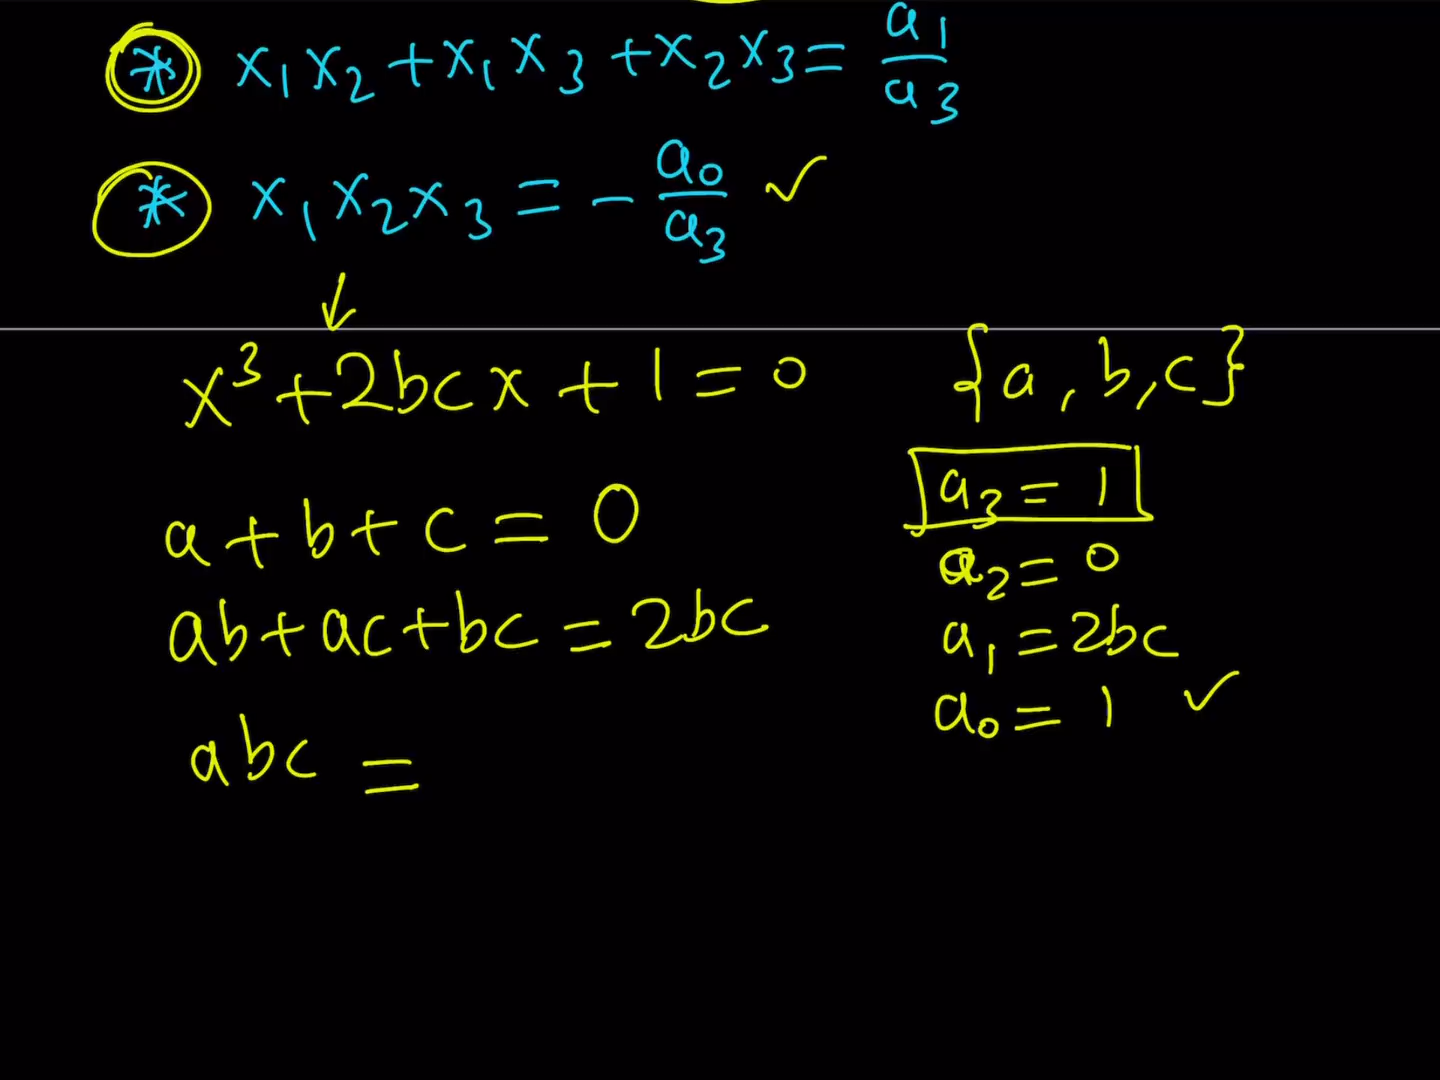 * x₁x₂ + x₁x₃ + x₂x₃ = a₁/a₃
* x₁x₂x₃ = - a₀/a₃ ✓
↓
x³ + 2bcx + 1 = 0 {a, b, c}
a₃ = 1
a + b + c = 0
a₂ = 0
ab + ac + bc = 2bc
a₁ = 2bc
a₀ = 1 ✓
abc =